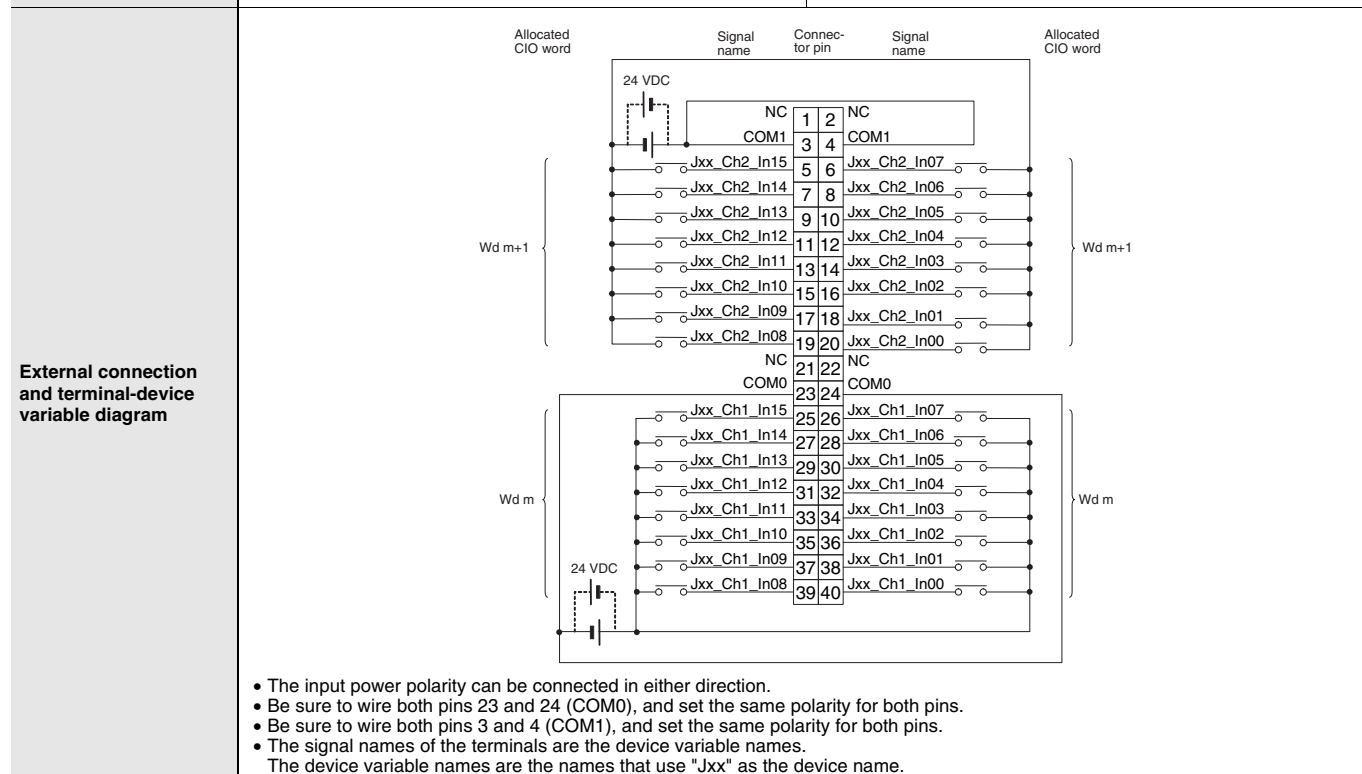 Allocated CIO word Signal name Connec-tor pin Signal name Allocated CIO word
24 VDC
NC 1 2 NC
COM1 3 4 COM1
Jxx_Ch2_In15 5 6 Jxx_Ch2_In07
Jxx_Ch2_In14 7 8 Jxx_Ch2_In06
Jxx_Ch2_In13 9 10 Jxx_Ch2_In05
Wd m+1 Jxx_Ch2_In12 11 12 Jxx_Ch2_In04 Wd m+1
Jxx_Ch2_In11 13 14 Jxx_Ch2_In03
Jxx_Ch2_In10 15 16 Jxx_Ch2_In02
Jxx_Ch2_In09 17 18 Jxx_Ch2_In01
Jxx_Ch2_In08 19 20 Jxx_Ch2_In00
NC 21 22 NC
COM0 23 24 COM0
External connection
and terminal-device
variable diagram
Jxx_Ch1_In15 25 26 Jxx_Ch1_In07
Jxx_Ch1_In14 27 28 Jxx_Ch1_In06
Jxx_Ch1_In13 29 30 Jxx_Ch1_In05
Wd m Jxx_Ch1_In12 31 32 Jxx_Ch1_In04 Wd m
Jxx_Ch1_In11 33 34 Jxx_Ch1_In03
Jxx_Ch1_In10 35 36 Jxx_Ch1_In02
Jxx_Ch1_In09 37 38 Jxx_Ch1_In01
24 VDC
Jxx_Ch1_In08 39 40 Jxx_Ch1_In00
• The input power polarity can be connected in either direction.
• Be sure to wire both pins 23 and 24 (COM0), and set the same polarity for both pins.
• Be sure to wire both pins 3 and 4 (COM1), and set the same polarity for both pins.
• The signal names of the terminals are the device variable names.
The device variable names are the names that use "Jxx" as the device name.